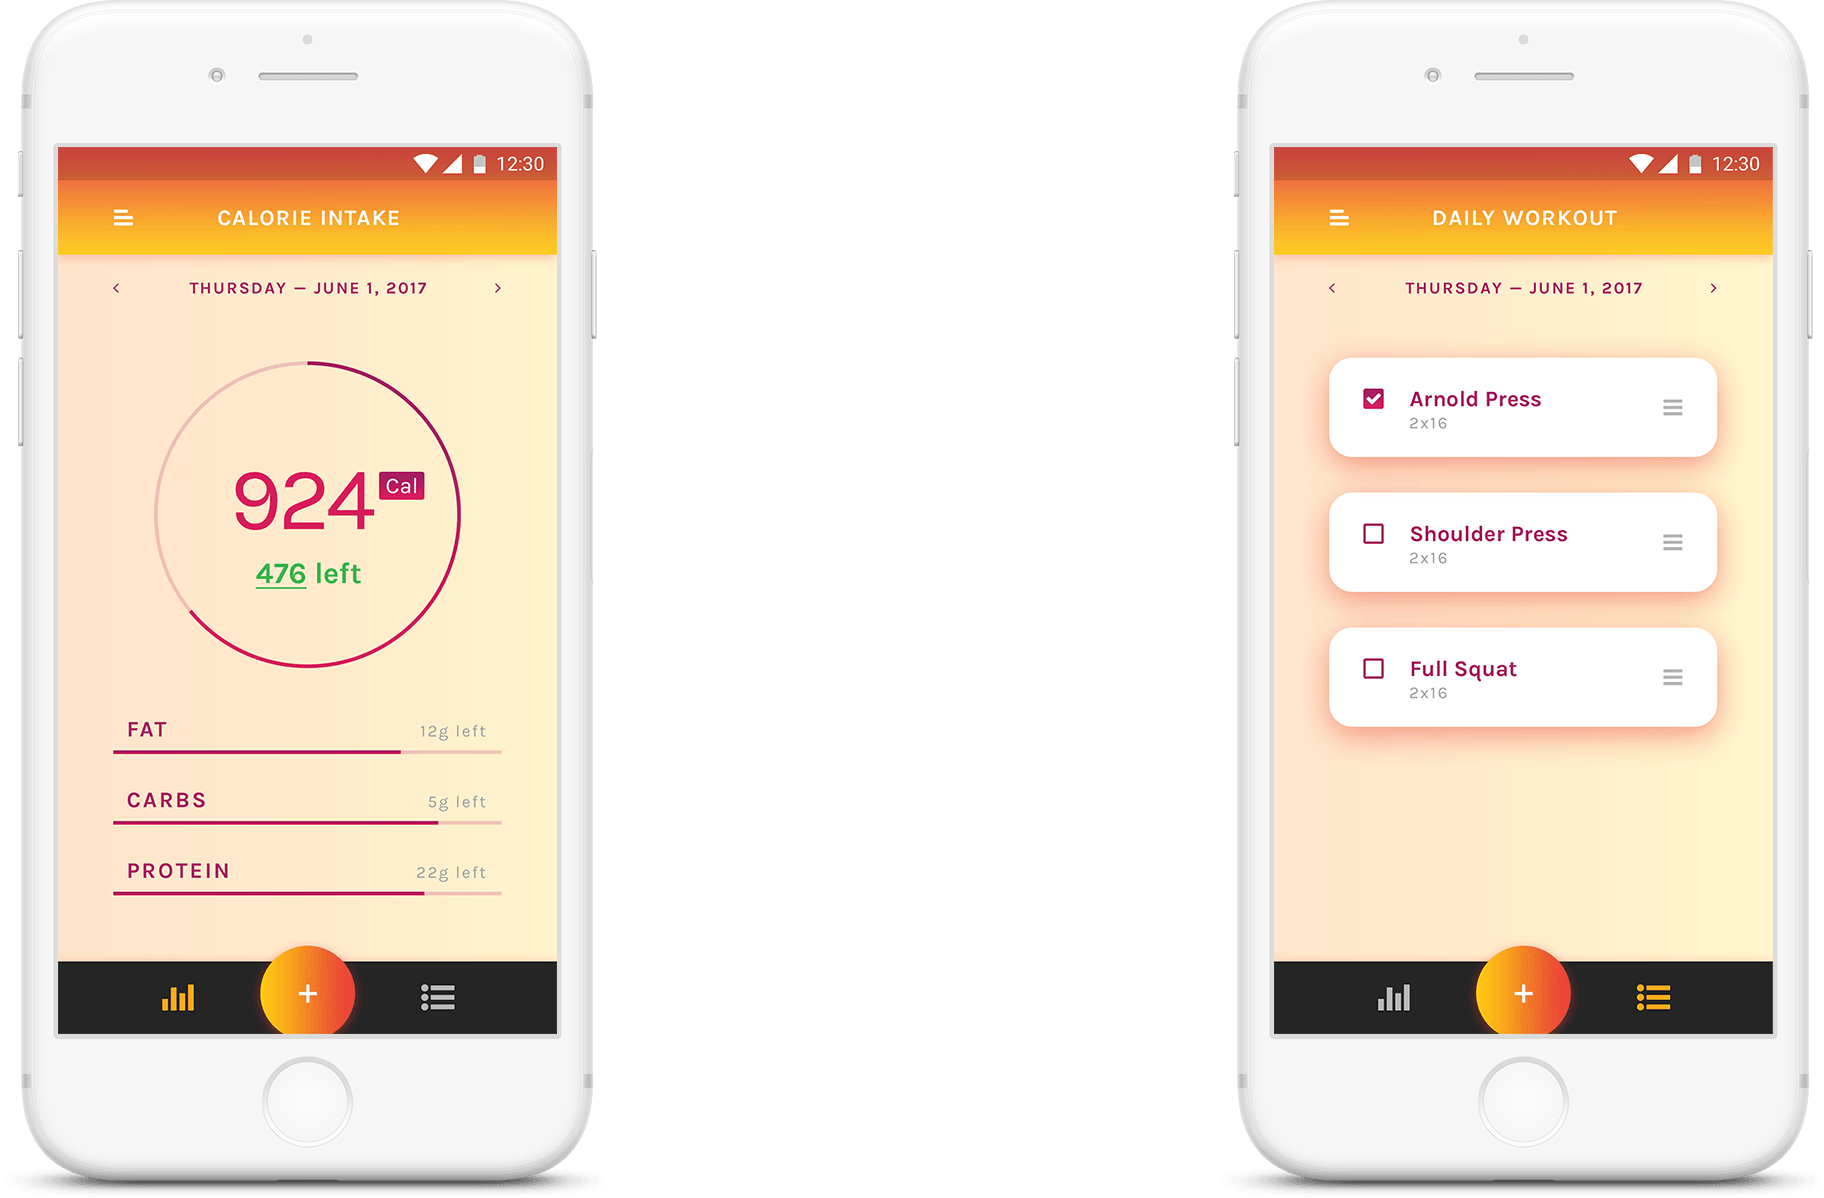 12:30
CALORIE INTAKE
THURSDAY — JUNE 1, 2017
924 Cal
476 left
FAT 12g left
CARBS 5g left
PROTEIN 22g left
12:30
DAILY WORKOUT
THURSDAY — JUNE 1, 2017
Arnold Press
2x16
Shoulder Press
2x16
Full Squat
2x16